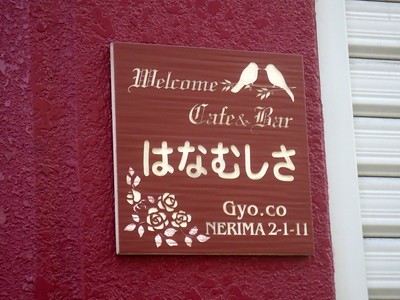 Welcome
Cafe&Bar
はなむしさ
Gyo.co
NERIMA 2-1-11